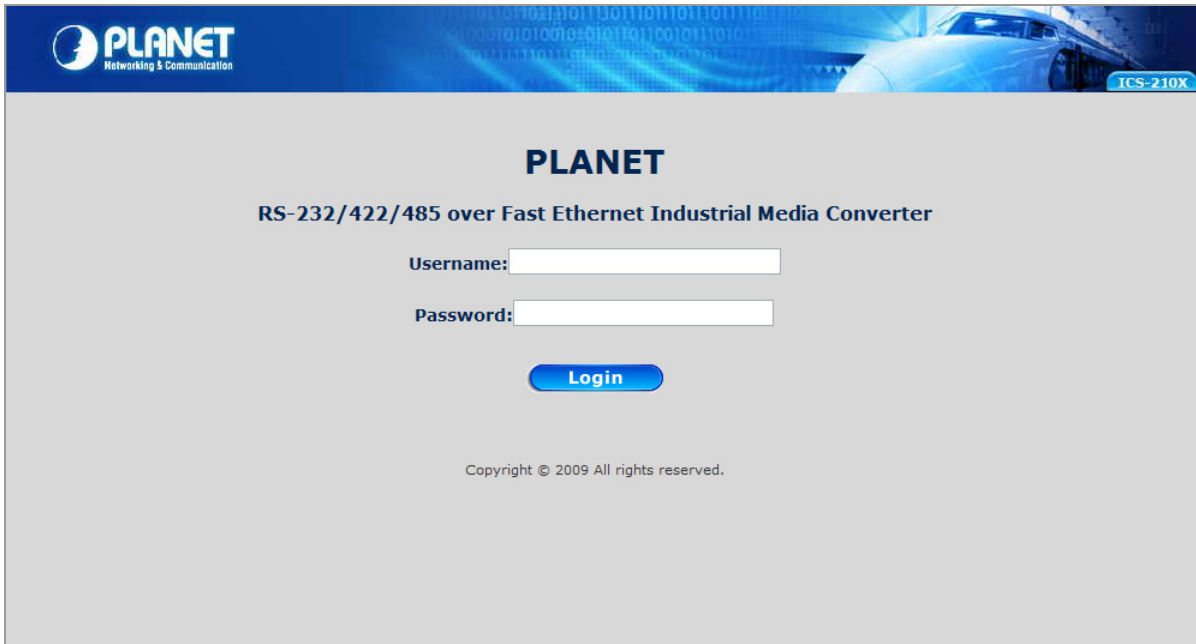 PLANET
Networking & Communication
ICS-210X
PLANET
RS-232/422/485 over Fast Ethernet Industrial Media Converter
Username:
Password:
Login
Copyright © 2009 All rights reserved.